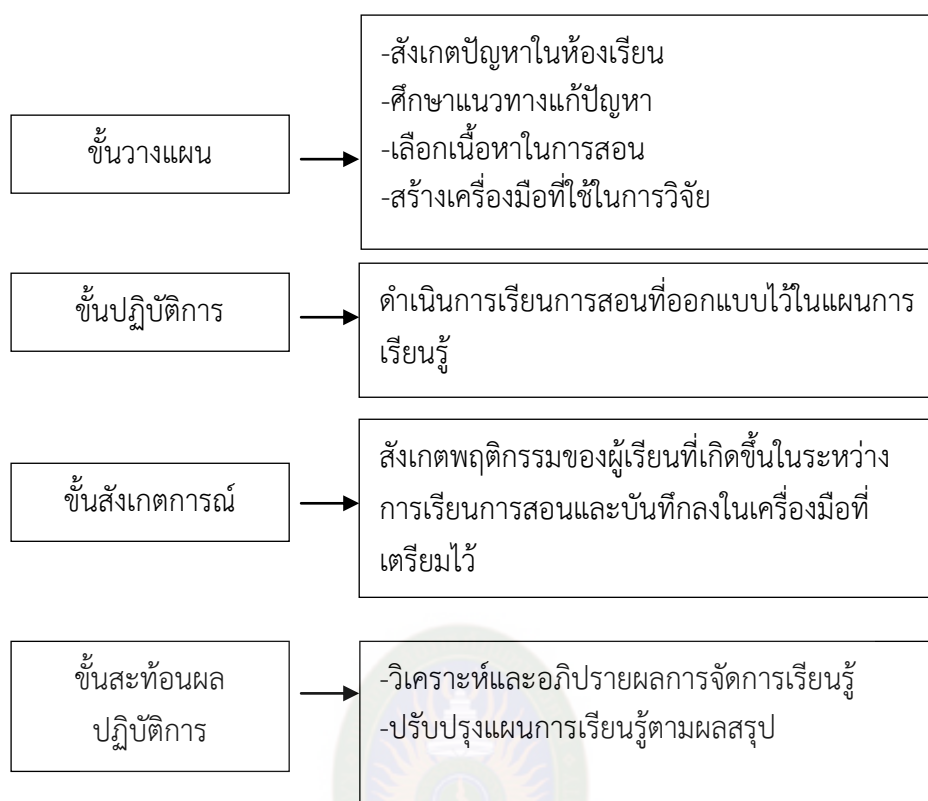 ขั้นวางแผน
-สังเกตปัญหาในห้องเรียน
-ศึกษาแนวทางแก้ปัญหา
-เลือกเนื้อหาในการสอน
-สร้างเครื่องมือที่ใช้ในการวิจัย
ขั้นปฏิบัติการ
ดำเนินการเรียนการสอนที่ออกแบบไว้ในแผนการ
เรียนรู้
ขั้นสังเกตการณ์
สังเกตพฤติกรรมของผู้เรียนที่เกิดขึ้นในระหว่าง
การเรียนการสอนและบันทึกลงในเครื่องมือที่
เตรียมไว้
ขั้นสะท้อนผล
ปฏิบัติการ
-วิเคราะห์และอภิปรายผลการจัดการเรียนรู้
-ปรับปรุงแผนการเรียนรู้ตามผลสรุป